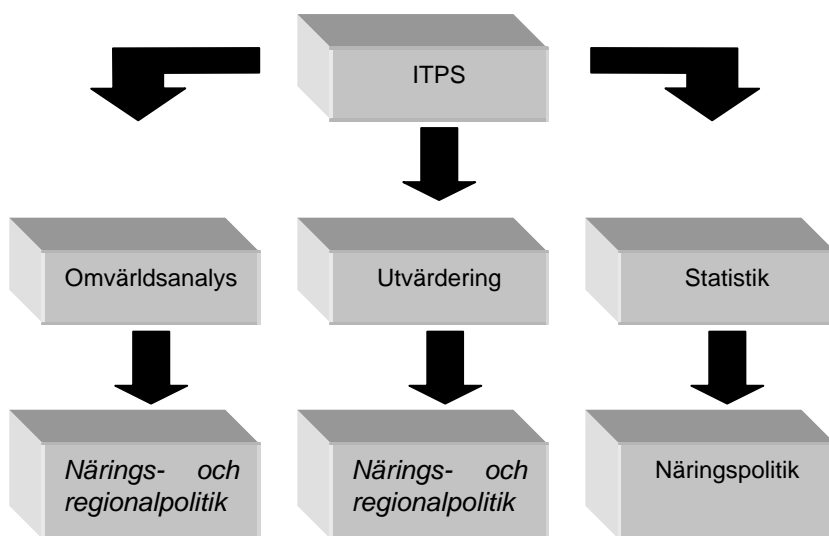 ITPS
Omvärldsanalys
Utvärdering
Statistik
Närings- och
regionalpolitik
Närings- och
regionalpolitik
Näringspolitik